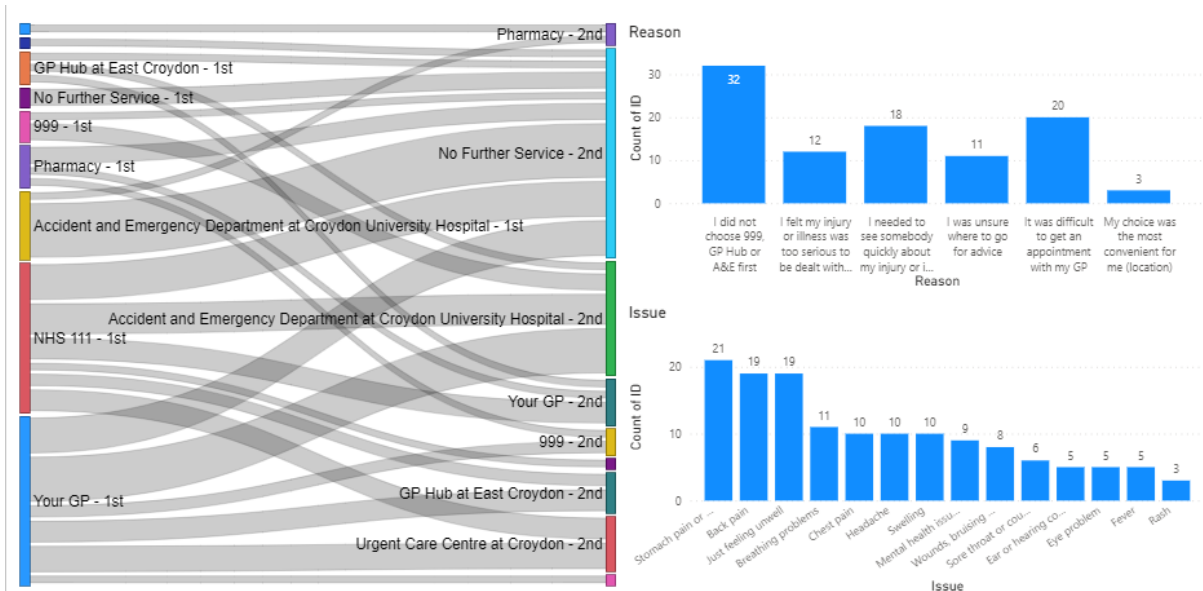 GP Hub at East Croydon - 1st
No Further Service - 1st
999 - 1st
Pharmacy - 1st
Accident and Emergency Department at Croydon University Hospital - 1st
NHS 111 - 1st
Your GP - 1st
Pharmacy - 2nd
No Further Service - 2nd
Accident and Emergency Department at Croydon University Hospital - 2nd
Your GP - 2nd
999 - 2nd
GP Hub at East Croydon - 2nd
Urgent Care Centre at Croydon - 2nd
Reason
Count of ID
30
20
10
0
32
12
18
11
20
3
I did not
choose 999,
GP Hub or
A&E first
I felt my injury
or illness was
too serious to
be dealt with...
I needed to
see somebody
quickly about
my injury or i...
I was unsure
where to go
for advice
It was difficult
to get an
appointment
with my GP
My choice was
the most
convenient for
me (location)
Reason
Issue
Count of ID
20
10
0
21
19
19
11
10
10
10
9
8
6
5
5
5
3
Stomach pain or ...
Back pain
Just feeling unwell
Breathing problems
Chest pain
Headache
Swelling
Mental health issu...
Wounds, bruising ...
Sore throat or cou...
Ear or hearing co...
Eye problem
Fever
Rash
Issue